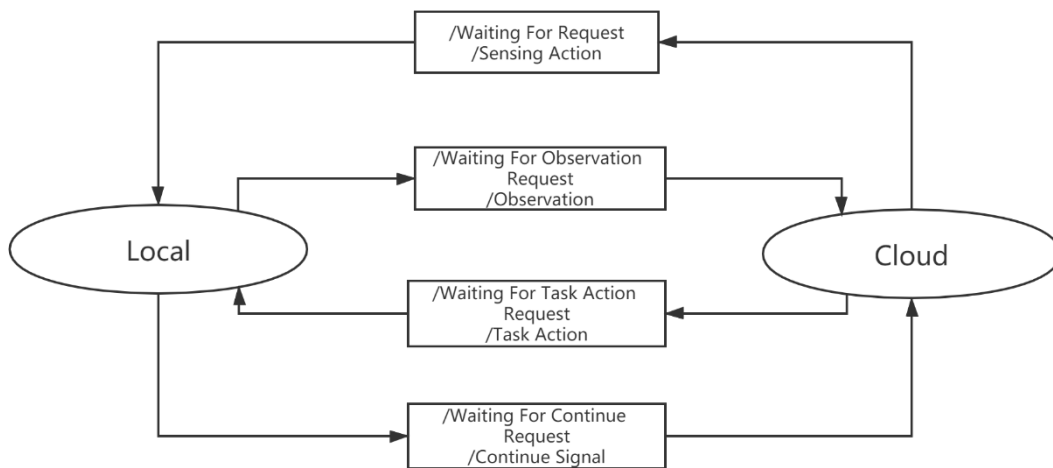 /Waiting For Request
/Sensing Action
/Waiting For Observation
Request
/Observation
Local
Cloud
/Waiting For Task Action
Request
/Task Action
/Waiting For Continue
Request
/Continue Signal